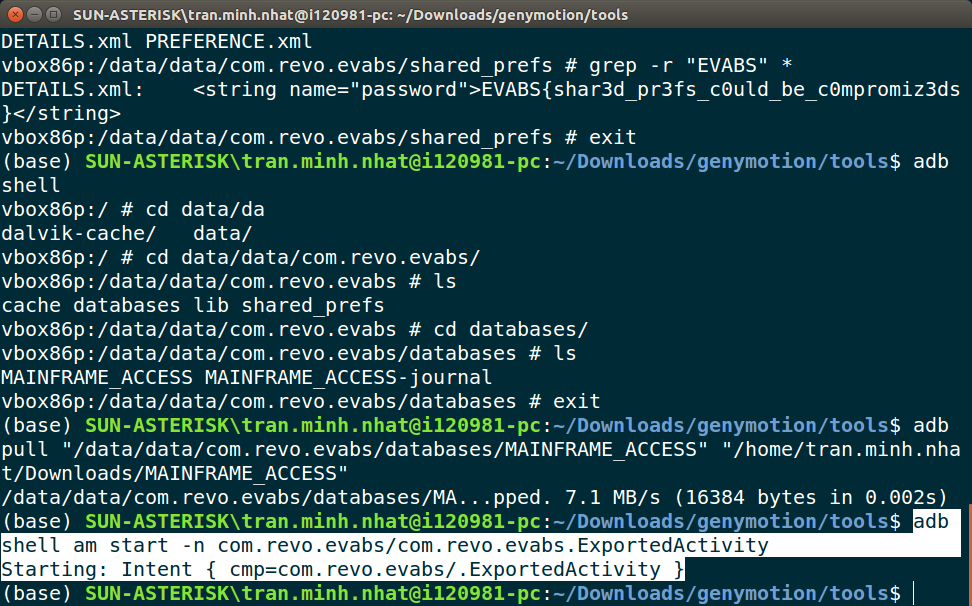 SUN-ASTERISK\tran.minh.nhat@i120981-pc: ~/Downloads/genymotion/tools
DETAILS.xml PREFERENCE.xml
vbox86p:/data/data/com.revo.evabs/shared_prefs # grep -r "EVABS" *
DETAILS.xml:    <string name="password">EVABS{shar3d_pr3fs_c0uld_be_c0mpromiz3ds
}</string>
vbox86p:/data/data/com.revo.evabs/shared_prefs # exit
(base) SUN-ASTERISK\tran.minh.nhat@i120981-pc:~/Downloads/genymotion/tools$ adb
shell
vbox86p:/ # cd data/da
dalvik-cache/   data/
vbox86p:/ # cd data/data/com.revo.evabs/
vbox86p:/data/data/com.revo.evabs # ls
cache databases lib shared_prefs
vbox86p:/data/data/com.revo.evabs # cd databases/
vbox86p:/data/data/com.revo.evabs/databases # ls
MAINFRAME_ACCESS MAINFRAME_ACCESS-journal
vbox86p:/data/data/com.revo.evabs/databases # exit
(base) SUN-ASTERISK\tran.minh.nhat@i120981-pc:~/Downloads/genymotion/tools$ adb
pull "/data/data/com.revo.evabs/databases/MAINFRAME_ACCESS" "/home/tran.minh.nha
t/Downloads/MAINFRAME_ACCESS"
/data/data/com.revo.evabs/databases/MA...pped. 7.1 MB/s (16384 bytes in 0.002s)
(base) SUN-ASTERISK\tran.minh.nhat@i120981-pc:~/Downloads/genymotion/tools$ adb
shell am start -n com.revo.evabs/com.revo.evabs.ExportedActivity
Starting: Intent { cmp=com.revo.evabs/.ExportedActivity }
(base) SUN-ASTERISK\tran.minh.nhat@i120981-pc:~/Downloads/genymotion/tools$